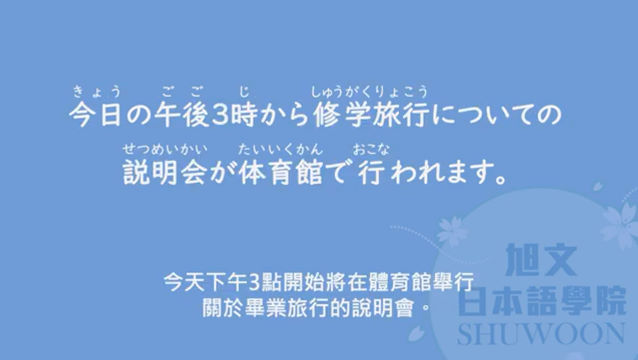 きょう ごご じ しゅうがくりょこう
今日の午後3時から修学旅行についての
せつめいかい たいいくかん おこな
説明会が体育館で行われます。
今天下午3點開始將在體育館舉行
關於畢業旅行的說明會。
旭文
日本語學院
SHUWOON